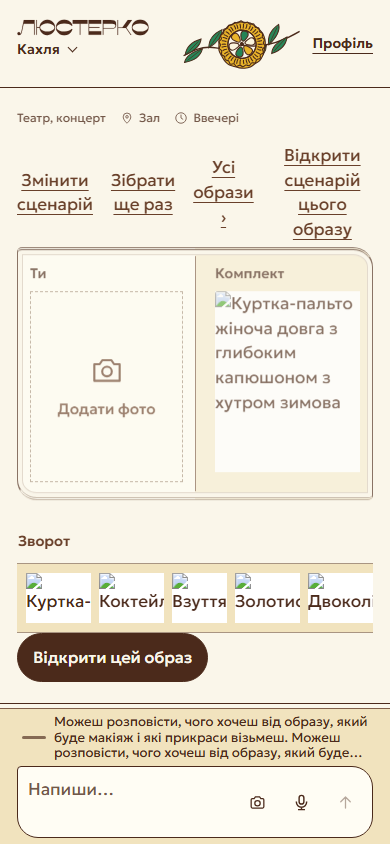 ЛЮСТЕРКО
Кахля
Профіль
Театр, концерт
Зал
Ввечері
Змінити
сценарій
Зібрати
ще раз
Усі
образи
›
Відкрити
сценарій
цього
образу
Ти
Комплект
Додати фото
Куртка-пальто
жіноча довга з
глибоким
капюшоном з
хутром зимова
Зворот
Куртка-
Коктейл
Взуття
Золотис
Двоколі
Відкрити цей образ
Можеш розповісти, чого хочеш від образу, який
буде макіяж і які прикраси візьмеш. Можеш
розповісти, чого хочеш від образу, який буде…
Напиши…